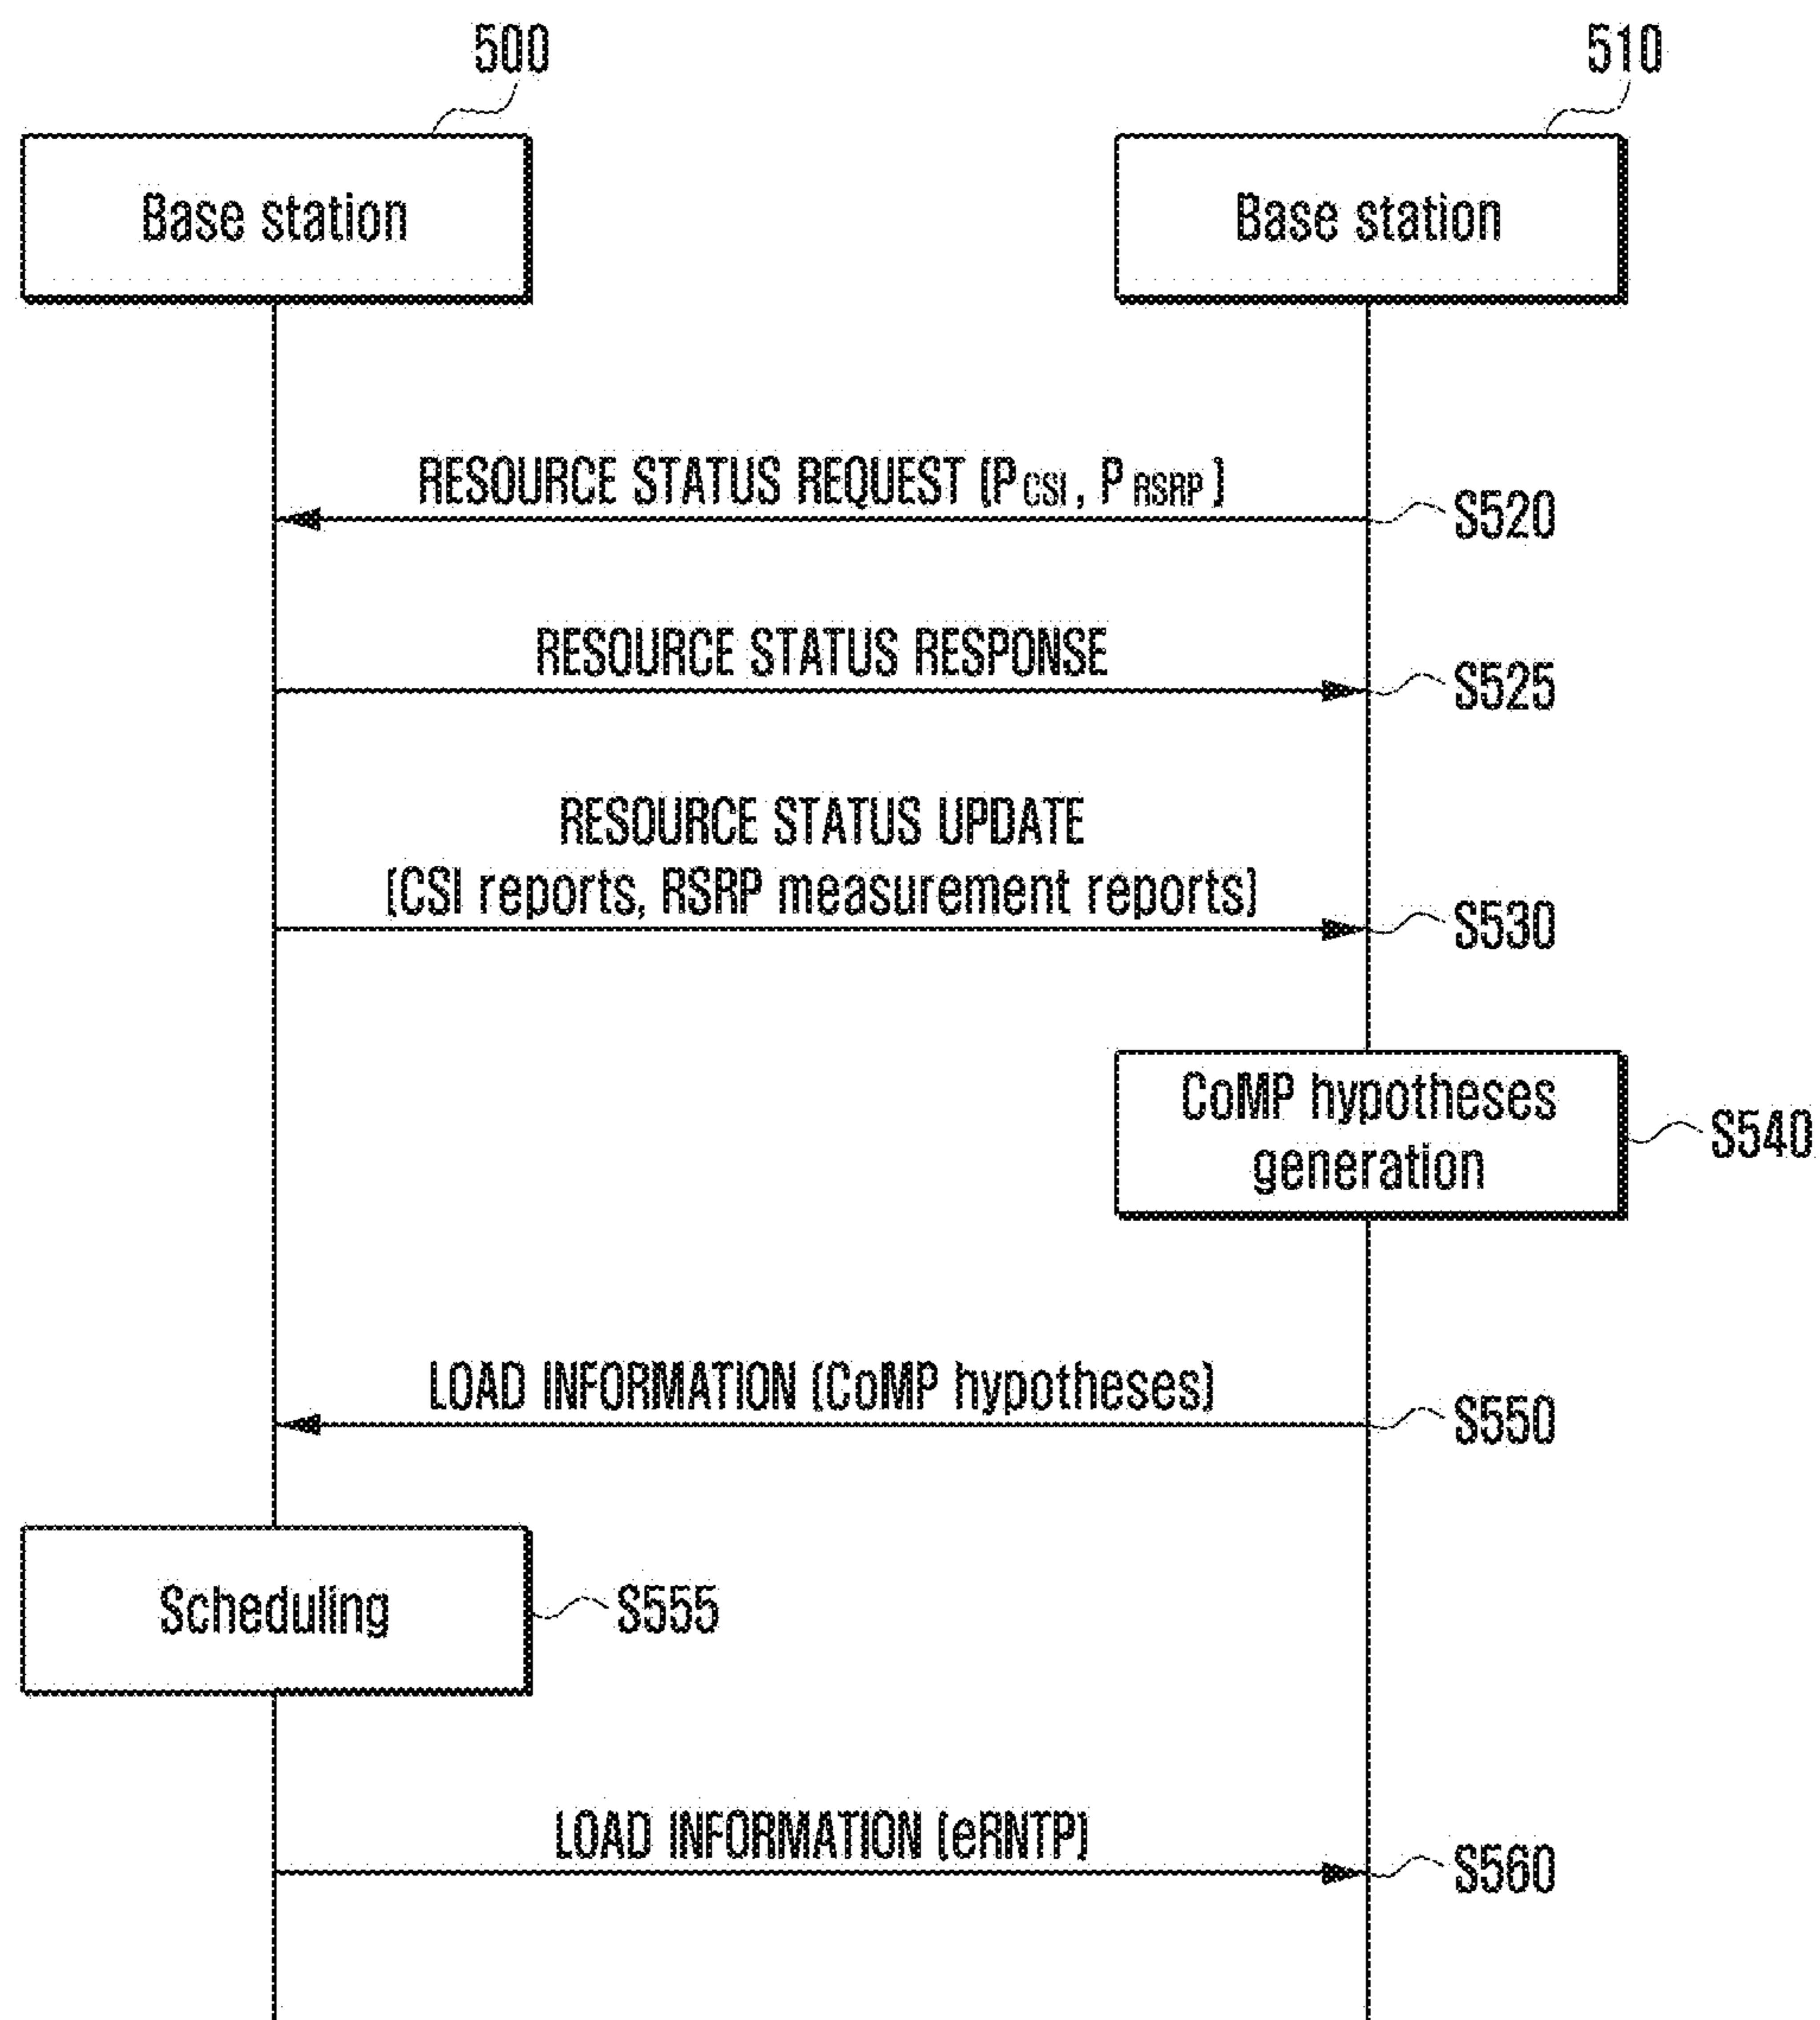 500
510
Base station
Base station
RESOURCE STATUS REQUEST (P CSI, P RSRP)
S520
RESOURCE STATUS RESPONSE
S525
RESOURCE STATUS UPDATE
(CSI reports, RSRP measurement reports)
S530
CoMP hypotheses
generation
S540
LOAD INFORMATION (CoMP hypotheses)
S550
Scheduling
S555
LOAD INFORMATION (eRNTP)
S560